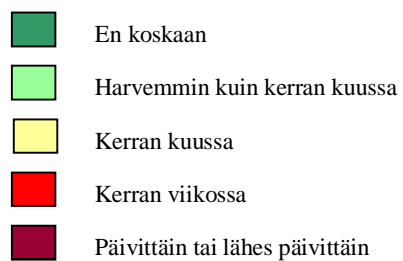 En koskaan
Harvemmin kuin kerran kuussa
Kerran kuussa
Kerran viikossa
Päivittäin tai lähes päivittäin